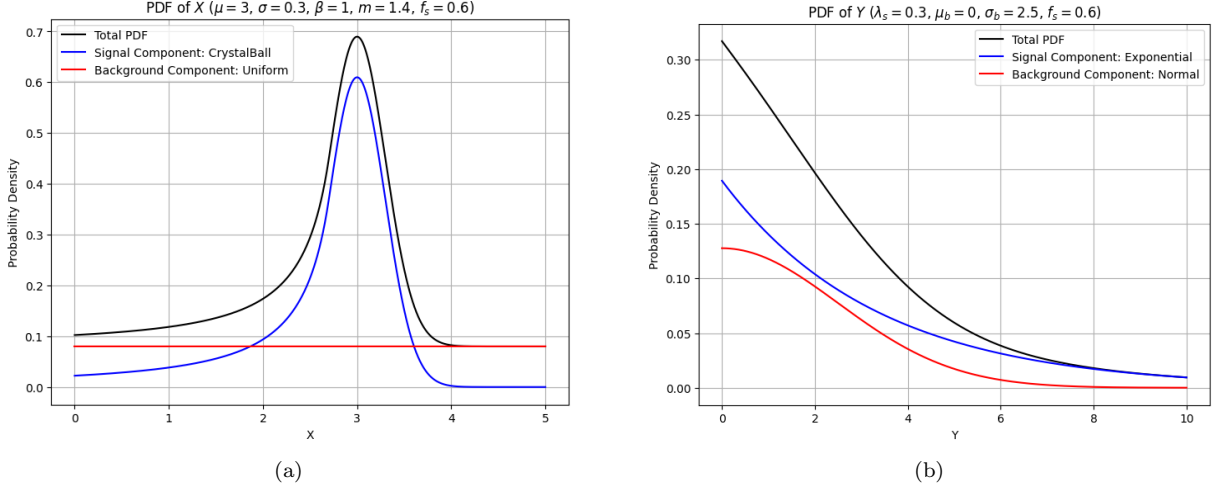 PDF of X (μ = 3, σ = 0.3, β = 1, m = 1.4, f_s = 0.6)
Total PDF
Signal Component: CrystalBall
Background Component: Uniform
Probability Density
0.7
0.6
0.5
0.4
0.3
0.2
0.1
0.0
0 1 2 3 4 5
X
(a)
PDF of Y (λ_s = 0.3, μ_b = 0, σ_b = 2.5, f_s = 0.6)
Total PDF
Signal Component: Exponential
Background Component: Normal
Probability Density
0.30
0.25
0.20
0.15
0.10
0.05
0.00
0 2 4 6 8 10
Y
(b)